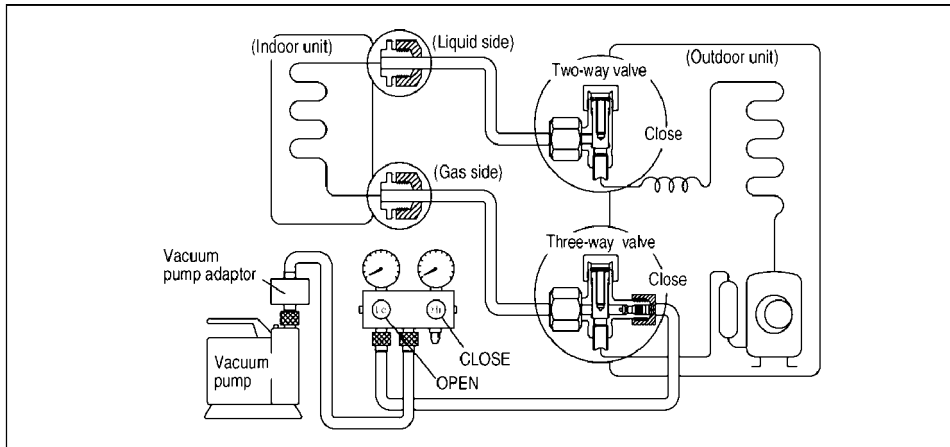 (Indoor unit)
(Liquid side)
Two-way valve
(Outdoor unit)
Close
(Gas side)
Three-way valve
Close
Vacuum
pump adaptor
Lo
Hi
CLOSE
OPEN
Vacuum
pump